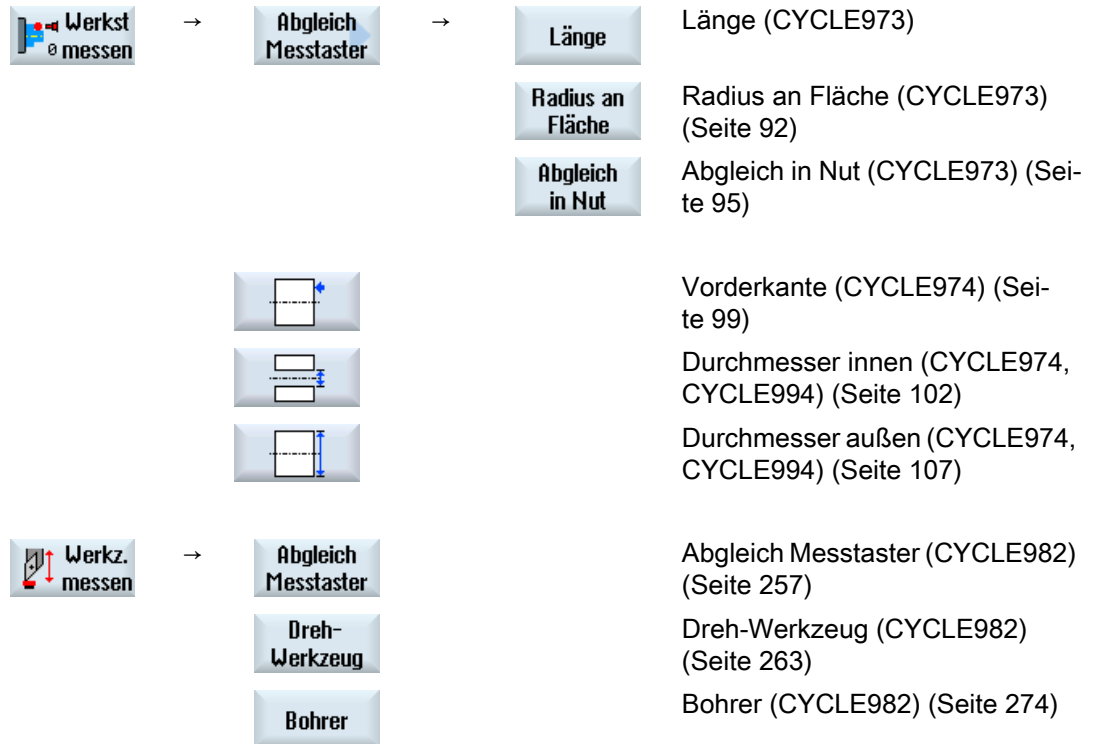 Werkst → Abgleich → Länge Länge (CYCLE973)
0 messen Messtaster
Radius an Radius an Fläche (CYCLE973)
Fläche (Seite 92)
Abgleich Abgleich in Nut (CYCLE973) (Sei-
in Nut te 95)
Vorderkante (CYCLE974) (Sei-
te 99)
Durchmesser innen (CYCLE974,
CYCLE994) (Seite 102)
Durchmesser außen (CYCLE974,
CYCLE994) (Seite 107)
Werkz. → Abgleich Abgleich Messtaster (CYCLE982)
messen Messtaster (Seite 257)
Dreh- Dreh-Werkzeug (CYCLE982)
Werkzeug (Seite 263)
Bohrer Bohrer (CYCLE982) (Seite 274)